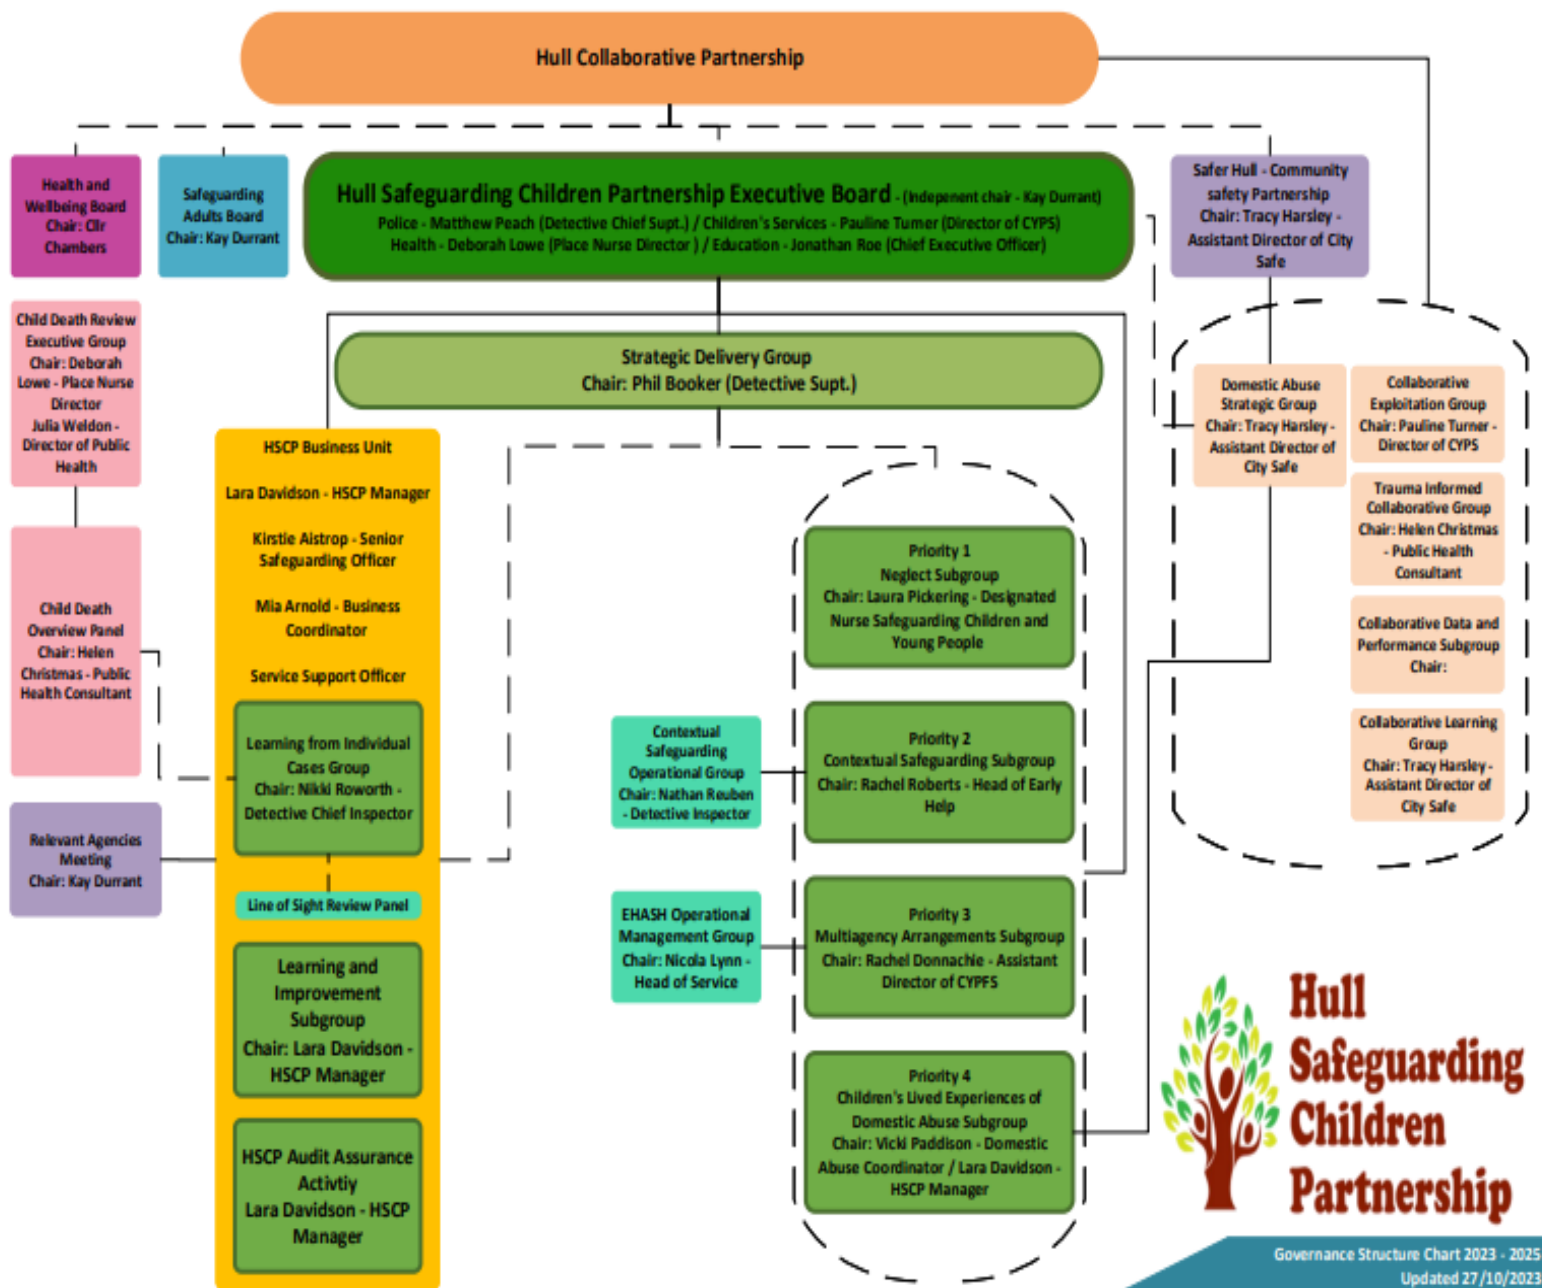 Hull Collaborative Partnership
Health and
Wellbeing Board
Chair: Cllr
Chambers
Safeguarding
Adults Board
Chair: Kay Durrant
Hull Safeguarding Children Partnership Executive Board - (Indepenent chair - Kay Durrant)
Police - Matthew Peach (Detective Chief Supt.) / Children's Services - Pauline Turner (Director of CYPS)
Health - Deborah Lowe (Place Nurse Director ) / Education - Jonathan Roe (Chief Executive Officer)
Safer Hull - Community
safety Partnership
Chair: Tracy Harsley -
Assistant Director of City
Safe
Child Death Review
Executive Group
Chair: Deborah
Lowe - Place Nurse
Director
Julia Weldon -
Director of Public
Health
Strategic Delivery Group
Chair: Phil Booker (Detective Supt.)
Domestic Abuse
Strategic Group
Chair: Tracy Harsley -
Assistant Director of
City Safe
Collaborative
Exploitation Group
Chair: Pauline Turner -
Director of CYPS
Trauma Informed
Collaborative Group
Chair: Helen Christmas
- Public Health
Consultant
Collaborative Data and
Performance Subgroup
Chair:
Collaborative Learning
Group
Chair: Tracy Harsley -
Assistant Director of
City Safe
HSCP Business Unit
Lara Davidson - HSCP Manager
Kirstie Aistrop - Senior
Safeguarding Officer
Mia Arnold - Business
Coordinator
Service Support Officer
Child Death
Overview Panel
Chair: Helen
Christmas - Public
Health Consultant
Learning from Individual
Cases Group
Chair: Nikki Roworth -
Detective Chief Inspector
Relevant Agencies
Meeting
Chair: Kay Durrant
Line of Sight Review Panel
Learning and
Improvement
Subgroup
Chair: Lara Davidson -
HSCP Manager
HSCP Audit Assurance
Activtiy
Lara Davidson - HSCP
Manager
Priority 1
Neglect Subgroup
Chair: Laura Pickering - Designated
Nurse Safeguarding Children and
Young People
Contextual
Safeguarding
Operational Group
Chair: Nathan Reuben
- Detective Inspector
Priority 2
Contextual Safeguarding Subgroup
Chair: Rachel Roberts - Head of Early
Help
EHASH Operational
Management Group
Chair: Nicola Lynn -
Head of Service
Priority 3
Multiagency Arrangements Subgroup
Chair: Rachel Donnachie - Assistant
Director of CYPFS
Priority 4
Children's Lived Experiences of
Domestic Abuse Subgroup
Chair: Vicki Paddison - Domestic
Abuse Coordinator / Lara Davidson -
HSCP Manager
Hull
Safeguarding
Children
Partnership
Governance Structure Chart 2023 - 2025
Updated 27/10/2023